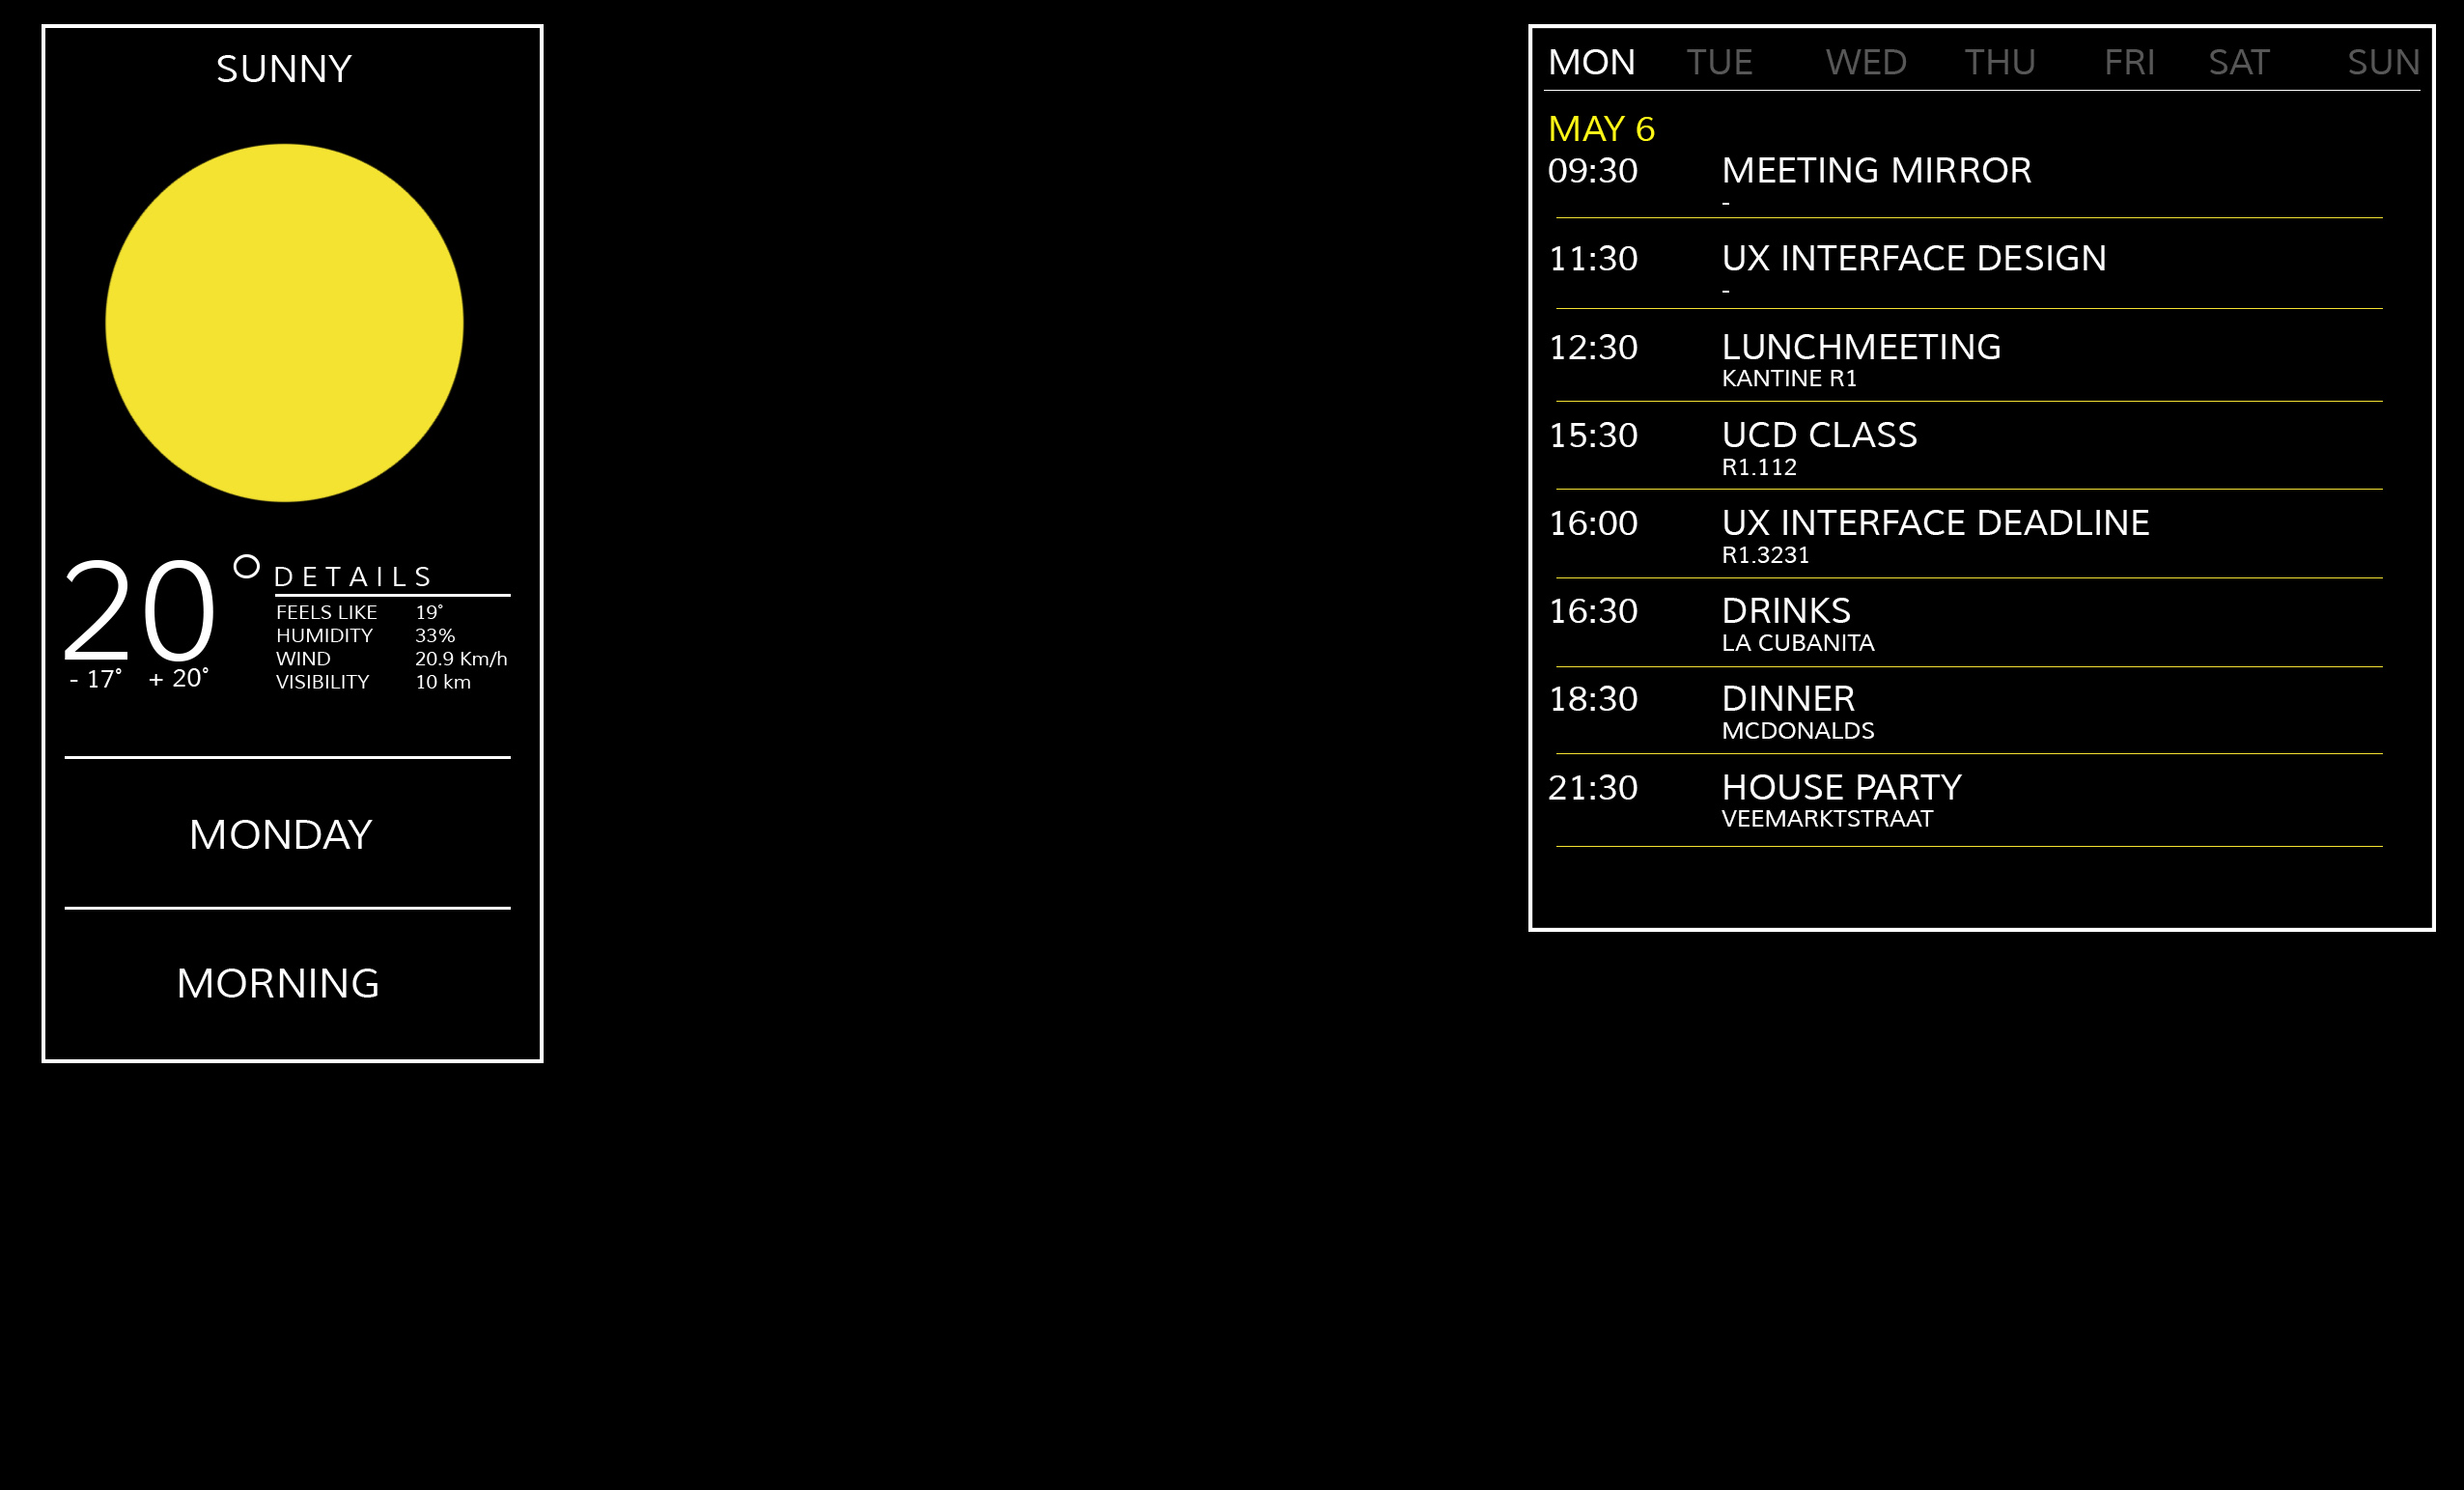 SUNNY
20°
- 17° + 20°
DETAILS
FEELS LIKE 19°
HUMIDITY 33%
WIND 20.9 Km/h
VISIBILITY 10 km
MONDAY
MORNING
MON TUE WED THU FRI SAT SUN
MAY 6
09:30 MEETING MIRROR
-
11:30 UX INTERFACE DESIGN
-
12:30 LUNCHMEETING
KANTINE R1
15:30 UCD CLASS
R1.112
16:00 UX INTERFACE DEADLINE
R1.3231
16:30 DRINKS
LA CUBANITA
18:30 DINNER
MCDONALDS
21:30 HOUSE PARTY
VEEMARKTSTRAAT